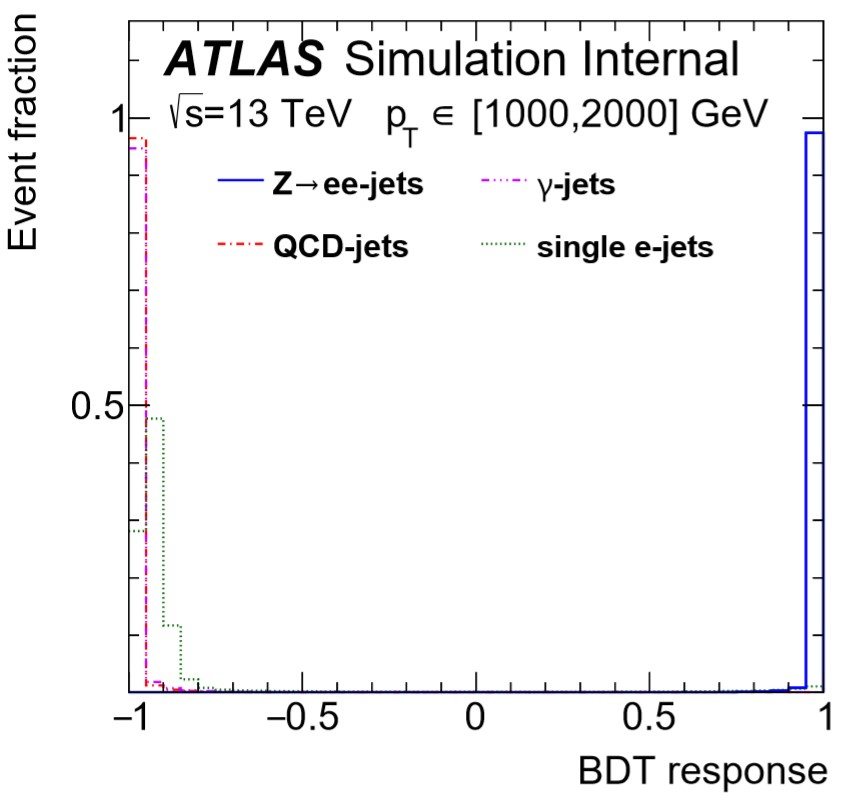 ATLAS Simulation Internal
√s=13 TeV p_T ∈ [1000,2000] GeV
Z→ee-jets γ-jets
QCD-jets single e-jets
Event fraction
1
0.5
−1 −0.5 0 0.5 1
BDT response